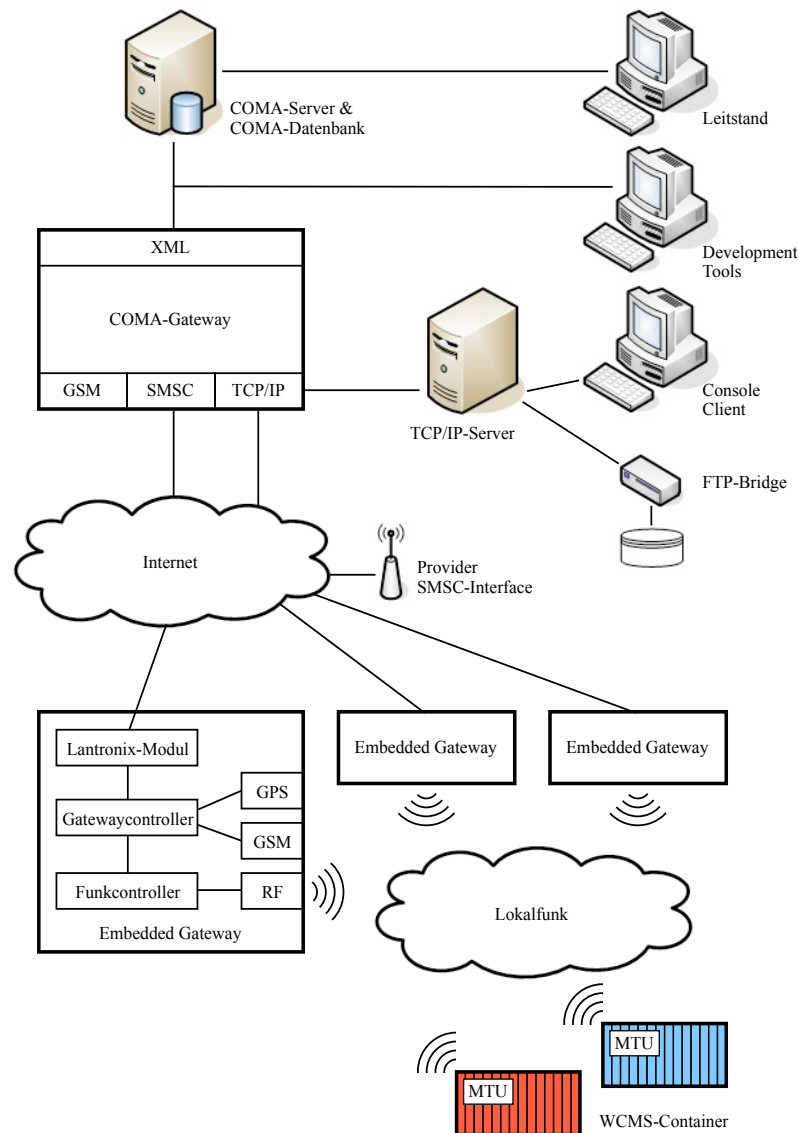 COMA-Server &
COMA-Datenbank
Leitstand
Development
Tools
XML
COMA-Gateway
GSM
SMSC
TCP/IP
TCP/IP-Server
Console
Client
FTP-Bridge
Internet
Provider
SMSC-Interface
Lantronix-Modul
Gatewaycontroller
GPS
GSM
Funkcontroller
RF
Embedded Gateway
Embedded Gateway
Embedded Gateway
Lokalfunk
MTU
MTU
WCMS-Container